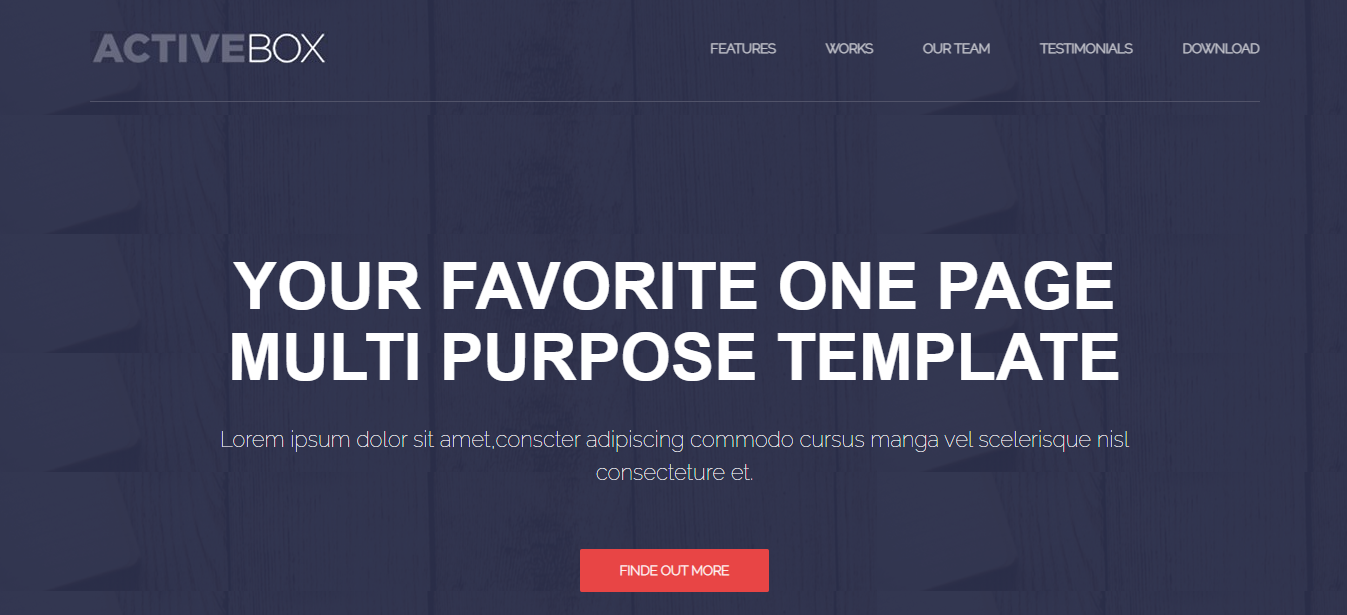 ACTIVEBOX
FEATURES WORKS OUR TEAM TESTIMONIALS DOWNLOAD
YOUR FAVORITE ONE PAGE
MULTI PURPOSE TEMPLATE
Lorem ipsum dolor sit amet,conscter adipiscing commodo cursus manga vel scelerisque nisl
consecteture et.
FINDE OUT MORE